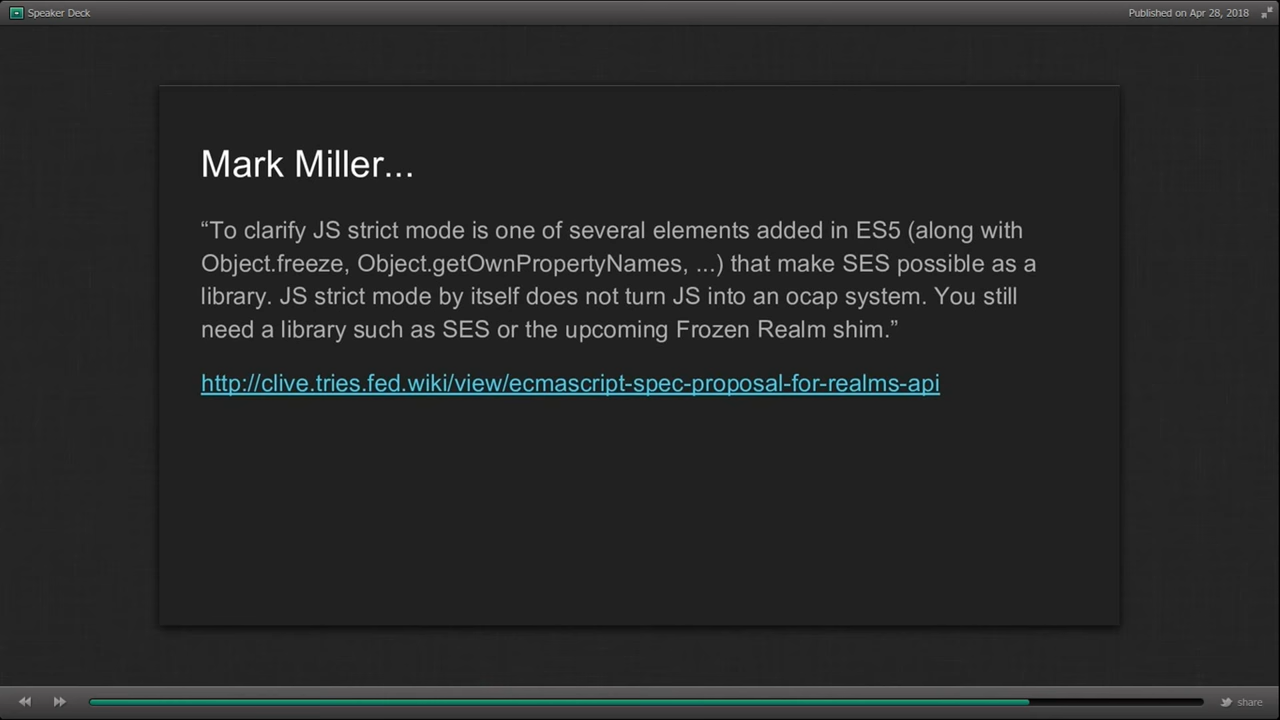 Speaker Deck
Published on Apr 28, 2018
Mark Miller...
“To clarify JS strict mode is one of several elements added in ES5 (along with
Object.freeze, Object.getOwnPropertyNames, ...) that make SES possible as a
library. JS strict mode by itself does not turn JS into an ocap system. You still
need a library such as SES or the upcoming Frozen Realm shim.”
http://clive.tries.fed.wiki/view/ecmascript-spec-proposal-for-realms-api
share